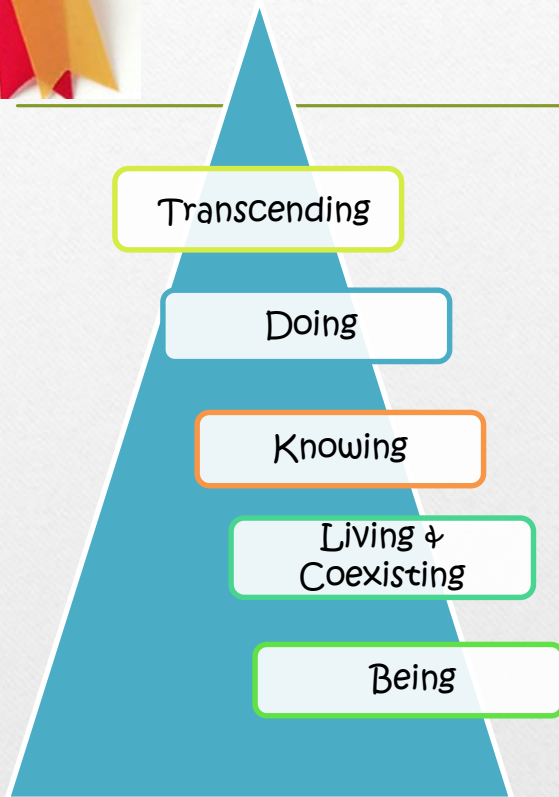 Transcending
Doing
Knowing
Living &
Coexisting
Being